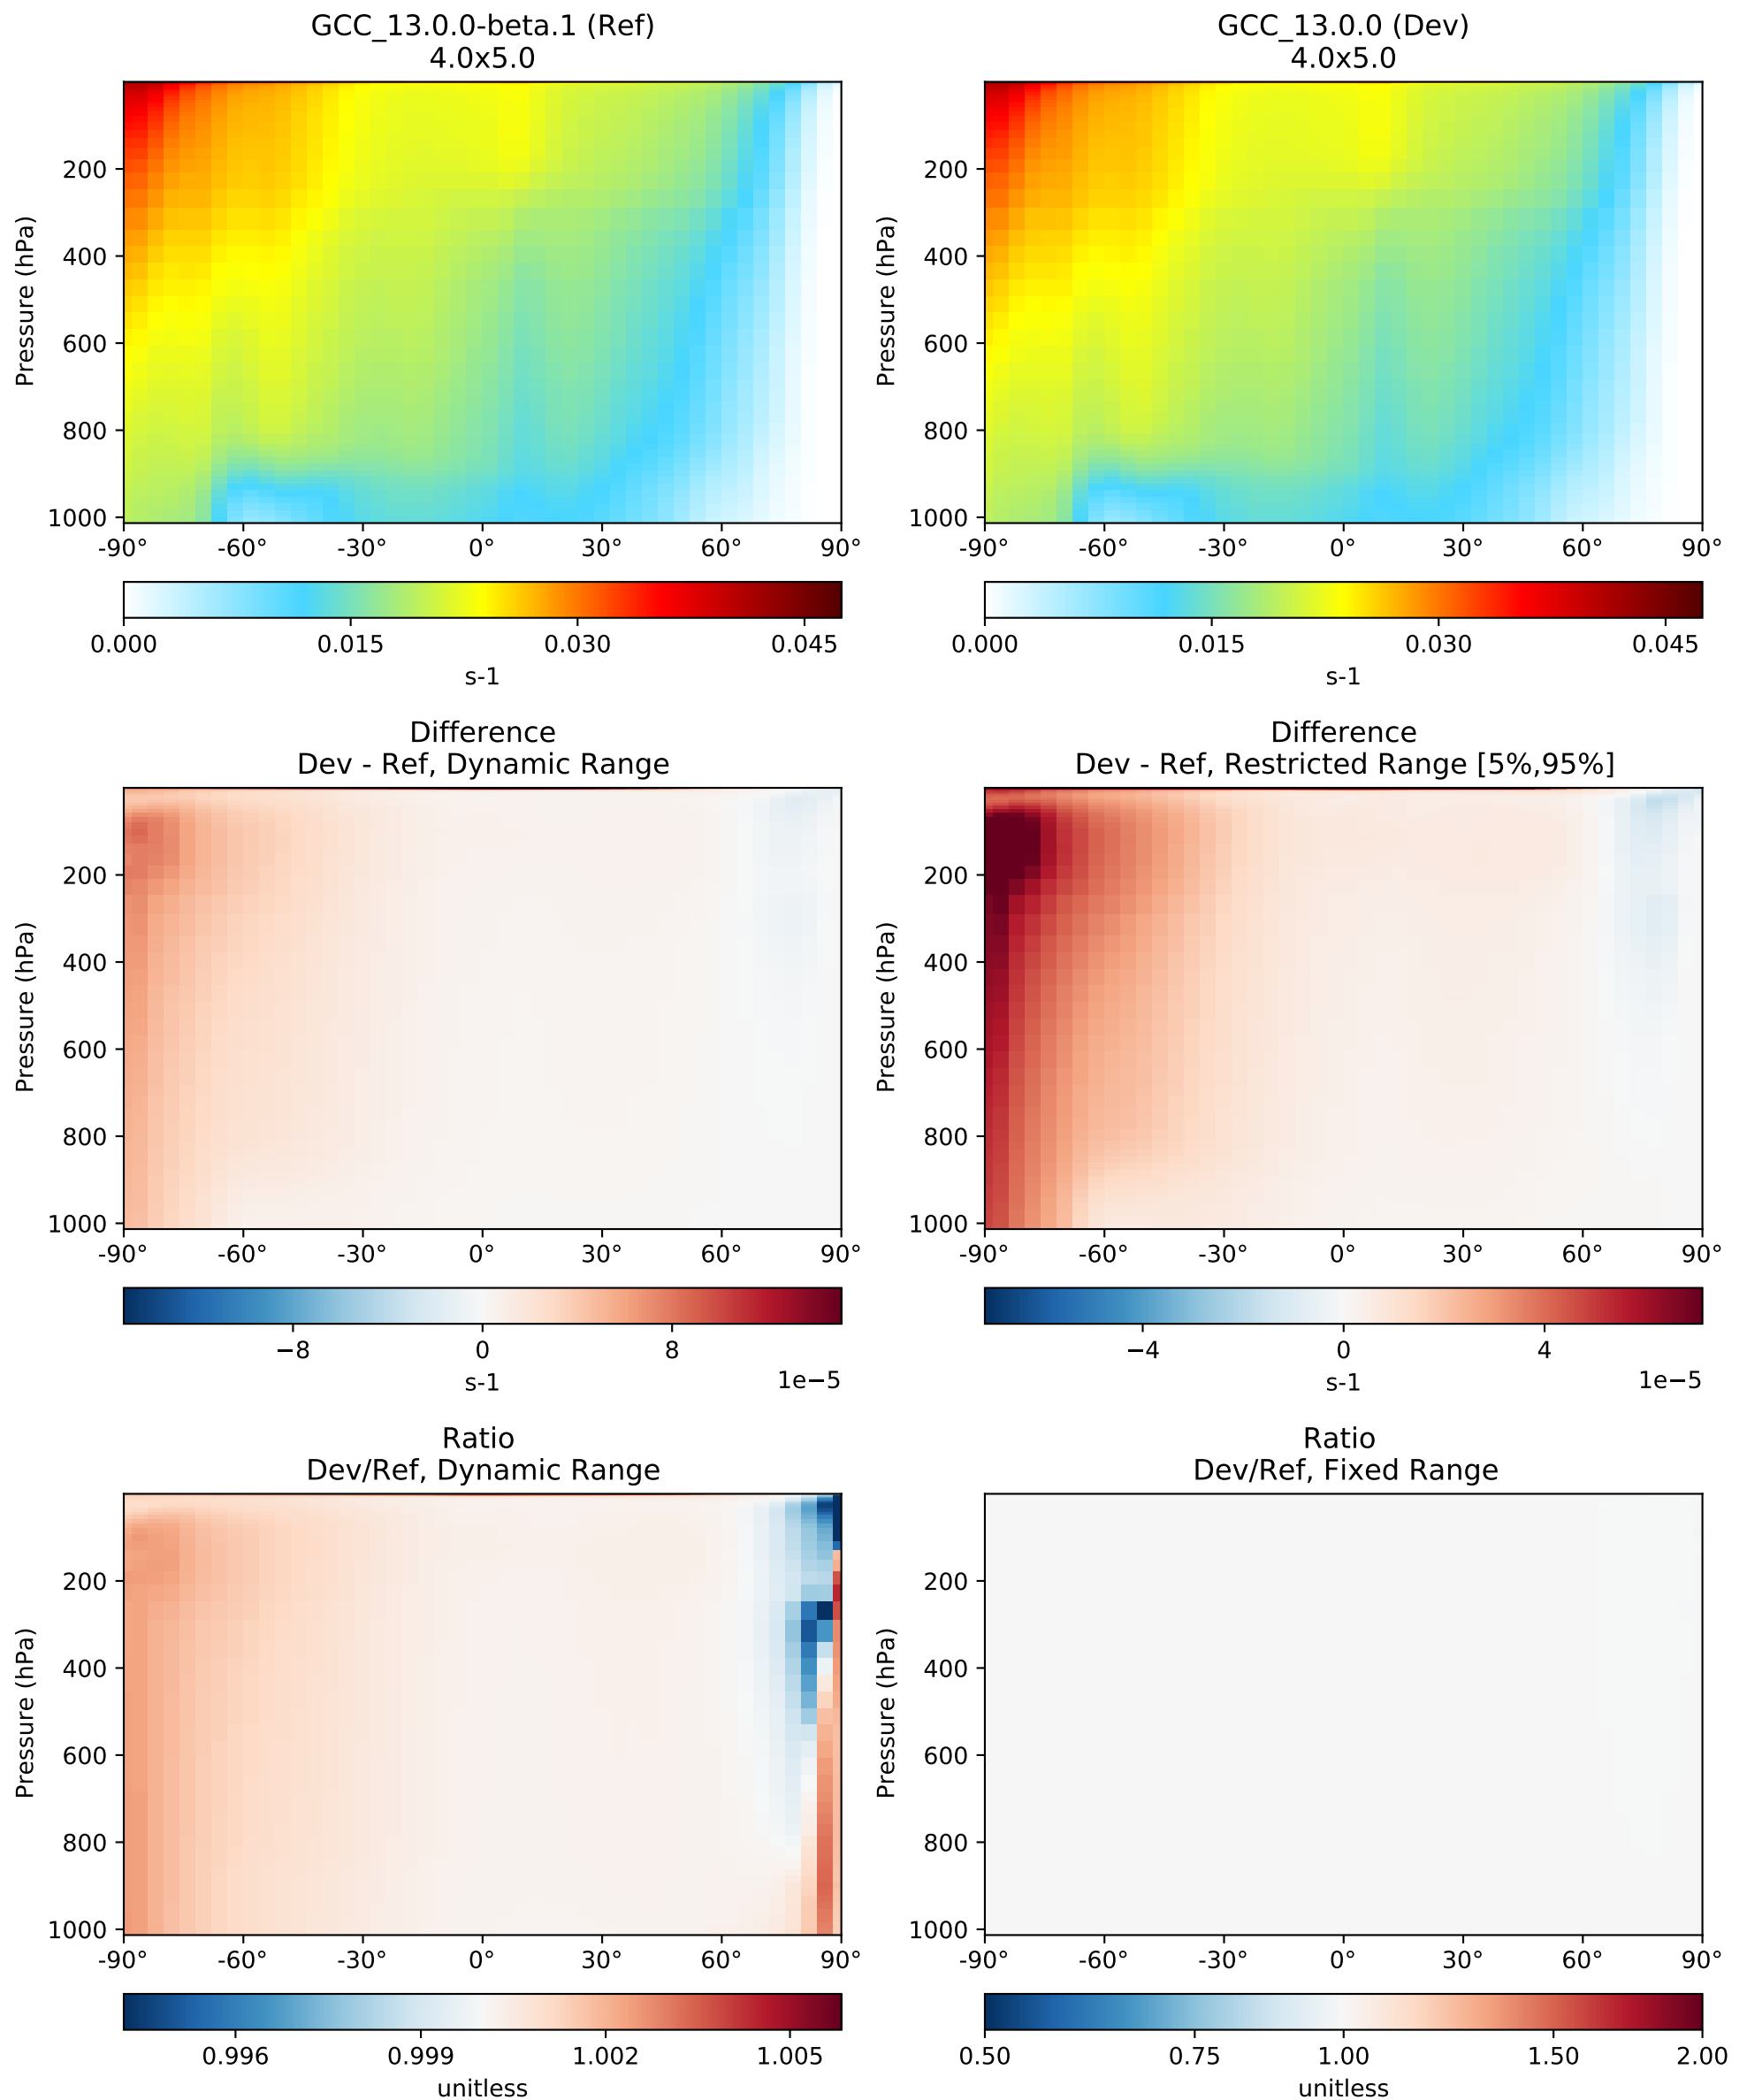 GCC_13.0.0-beta.1 (Ref)
4.0x5.0
GCC_13.0.0 (Dev)
4.0x5.0
Pressure (hPa)
200
400
600
800
1000
-90° -60° -30° 0° 30° 60° 90°
0.000 0.015 0.030 0.045
s-1
Pressure (hPa)
200
400
600
800
1000
-90° -60° -30° 0° 30° 60° 90°
0.000 0.015 0.030 0.045
s-1
Difference
Dev - Ref, Dynamic Range
Pressure (hPa)
200
400
600
800
1000
-90° -60° -30° 0° 30° 60° 90°
−8 0 8
s-1 1e−5
Difference
Dev - Ref, Restricted Range [5%,95%]
Pressure (hPa)
200
400
600
800
1000
-90° -60° -30° 0° 30° 60° 90°
−4 0 4
s-1 1e−5
Ratio
Dev/Ref, Dynamic Range
Pressure (hPa)
200
400
600
800
1000
-90° -60° -30° 0° 30° 60° 90°
0.996 0.999 1.002 1.005
unitless
Ratio
Dev/Ref, Fixed Range
Pressure (hPa)
200
400
600
800
1000
-90° -60° -30° 0° 30° 60° 90°
0.50 0.75 1.00 1.50 2.00
unitless